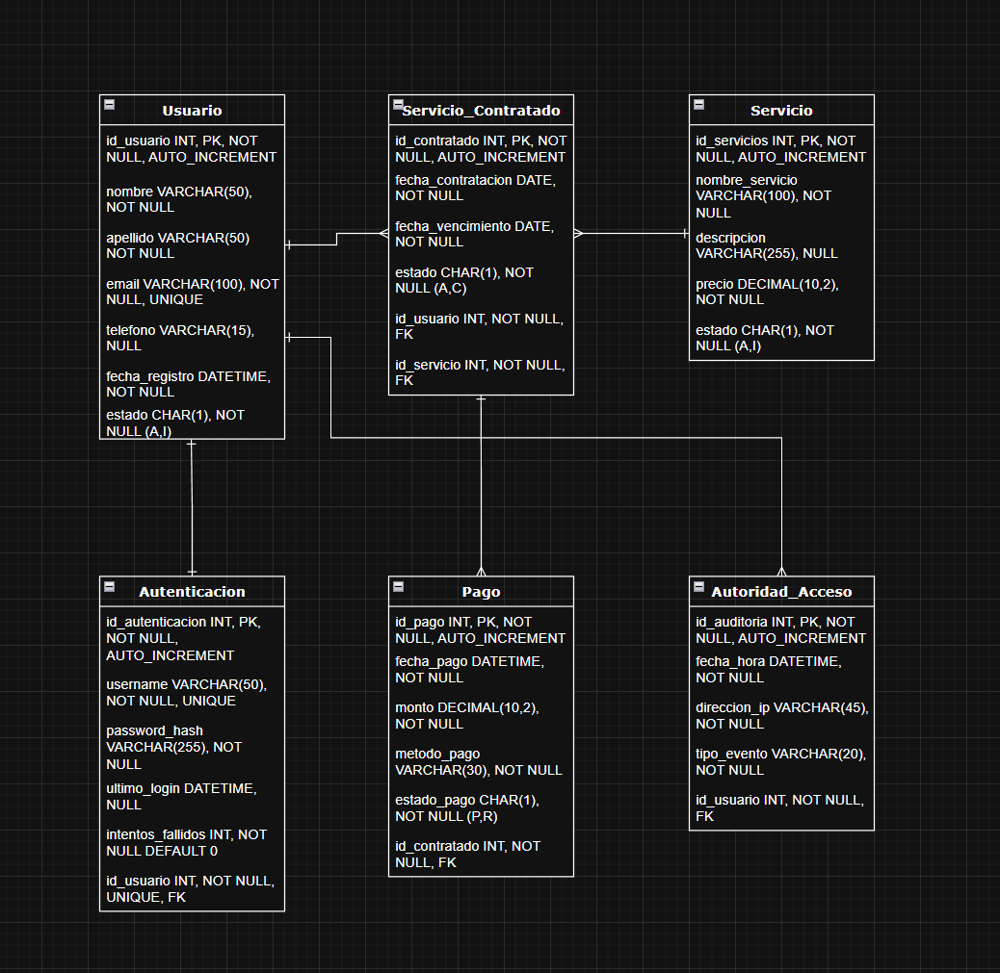 Usuario
id_usuario INT, PK, NOT
NULL, AUTO_INCREMENT
nombre VARCHAR(50),
NOT NULL
apellido VARCHAR(50)
NOT NULL
email VARCHAR(100), NOT
NULL, UNIQUE
telefono VARCHAR(15),
NULL
fecha_registro DATETIME,
NOT NULL
estado CHAR(1), NOT
NULL (A,I)
Servicio_Contratado
id_contratado INT, PK, NOT
NULL, AUTO_INCREMENT
fecha_contratacion DATE,
NOT NULL
fecha_vencimiento DATE,
NOT NULL
estado CHAR(1), NOT
NULL (A,C)
id_usuario INT, NOT NULL,
FK
id_servicio INT, NOT NULL,
FK
Servicio
id_servicios INT, PK, NOT
NULL, AUTO_INCREMENT
nombre_servicio
VARCHAR(100), NOT
NULL
descripcion
VARCHAR(255), NULL
precio DECIMAL(10,2),
NOT NULL
estado CHAR(1), NOT
NULL (A,I)
Autenticacion
id_autenticacion INT, PK,
NOT NULL,
AUTO_INCREMENT
username VARCHAR(50),
NOT NULL, UNIQUE
password_hash
VARCHAR(255), NOT
NULL
ultimo_login DATETIME,
NULL
intentos_fallidos INT, NOT
NULL DEFAULT 0
id_usuario INT, NOT NULL,
UNIQUE, FK
Pago
id_pago INT, PK, NOT
NULL, AUTO_INCREMENT
fecha_pago DATETIME,
NOT NULL
monto DECIMAL(10,2),
NOT NULL
metodo_pago
VARCHAR(30), NOT NULL
estado_pago CHAR(1),
NOT NULL (P,R)
id_contratado INT, NOT
NULL, FK
Autoridad_Acceso
id_auditoria INT, PK, NOT
NULL, AUTO_INCREMENT
fecha_hora DATETIME,
NOT NULL
direccion_ip VARCHAR(45),
NOT NULL
tipo_evento VARCHAR(20),
NOT NULL
id_usuario INT, NOT NULL,
FK